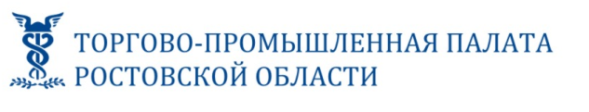 ТОРГОВО-ПРОМЫШЛЕННАЯ ПАЛАТА
РОСТОВСКОЙ ОБЛАСТИ